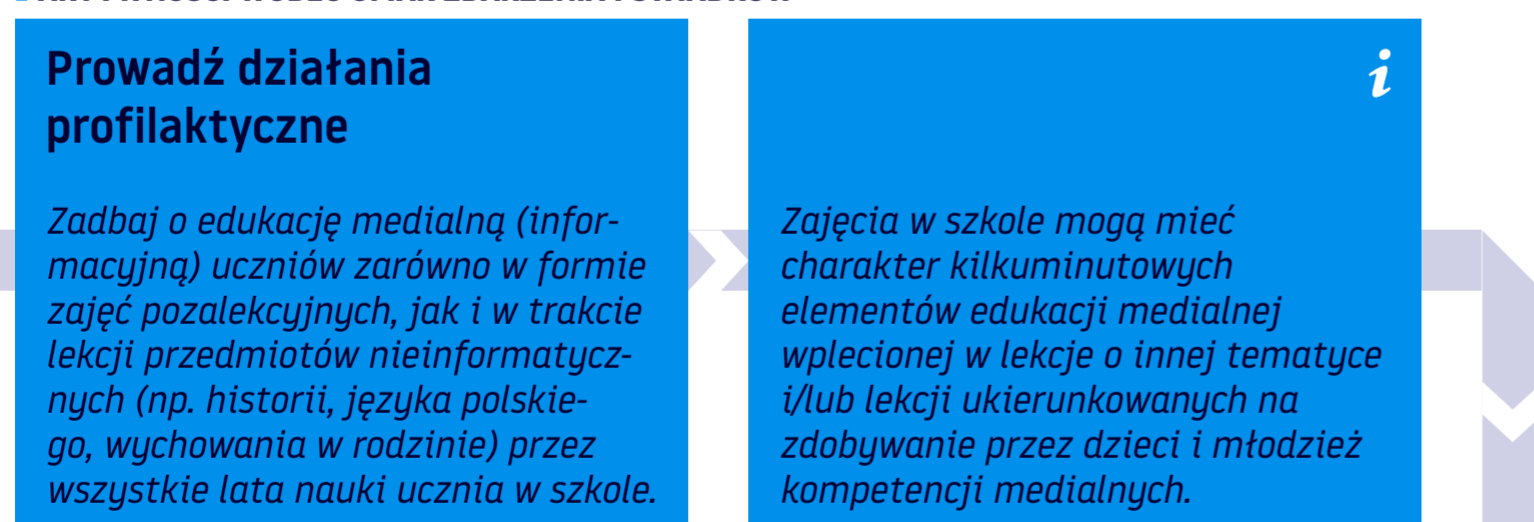 Prowadź działania
profilaktyczne
Zadbaj o edukację medialną (infor-
macyjną) uczniów zarówno w formie
zajęć pozalekcyjnych, jak i w trakcie
lekcji przedmiotów nieinformatycz-
nych (np. historii, języka polskie-
go, wychowania w rodzinie) przez
wszystkie lata nauki ucznia w szkole.
i
Zajęcia w szkole mogą mieć
charakter kilkuminutowych
elementów edukacji medialnej
wplecionej w lekcje o innej tematyce
i/lub lekcji ukierunkowanych na
zdobywanie przez dzieci i młodzież
kompetencji medialnych.